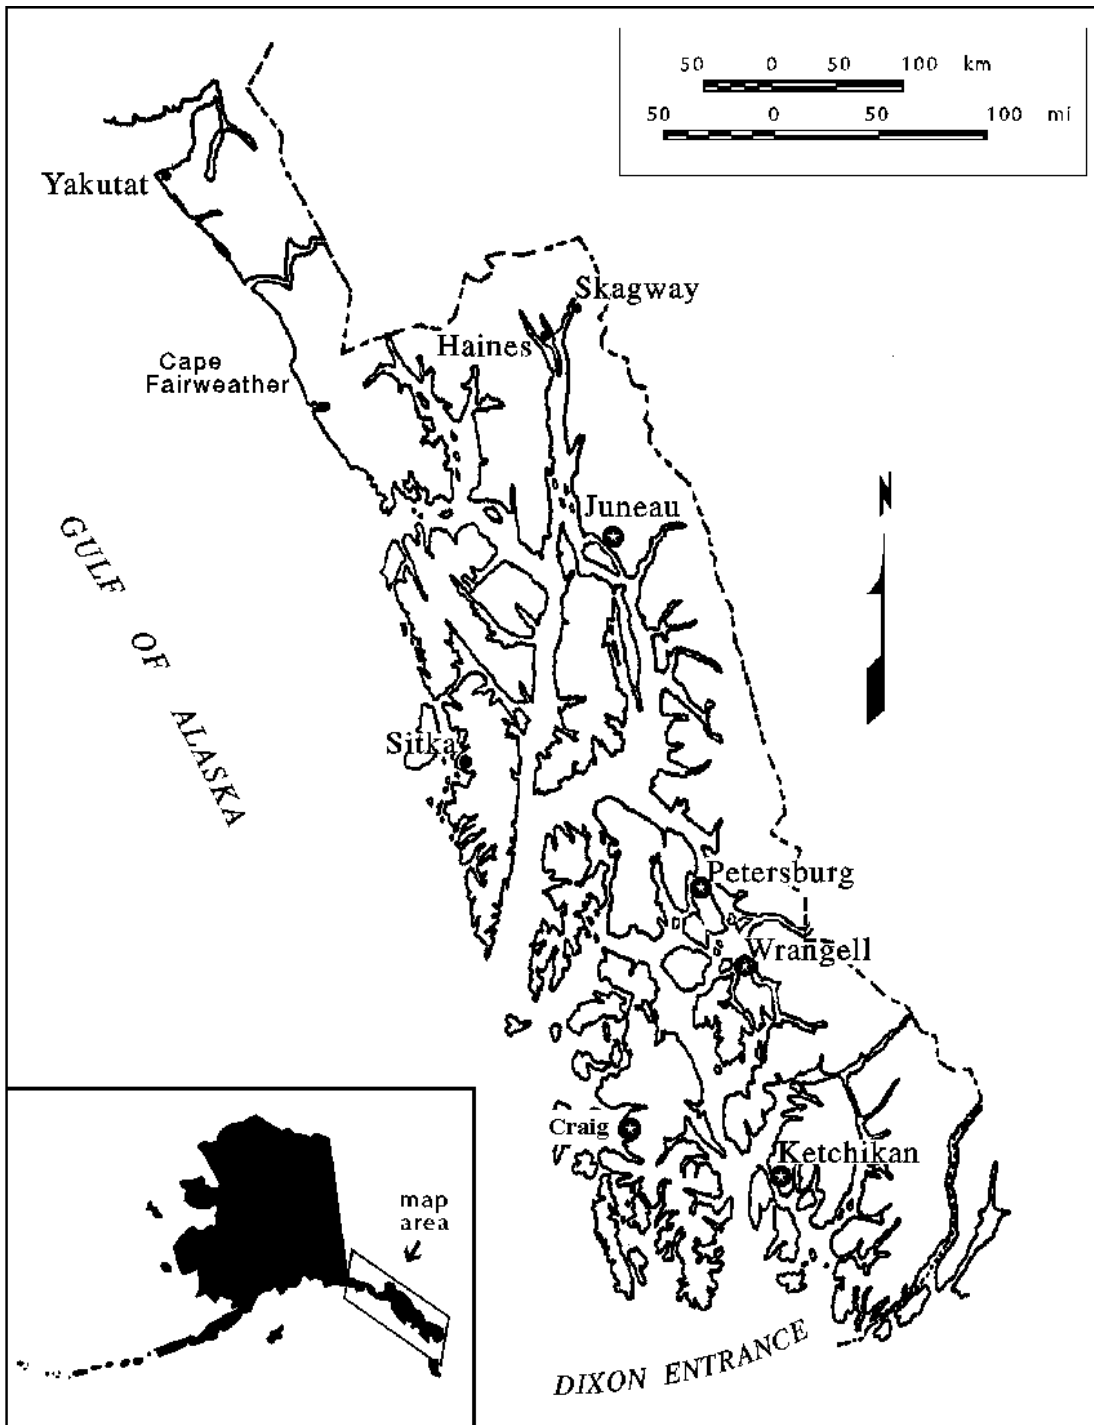 50 0 50 100 km
50 0 50 100 mi
Yakutat
Skagway
Haines
Cape
Fairweather
N
Juneau
GULF OF ALASKA
Sitka
Petersburg
Wrangell
Craig
Ketchikan
map
area
DIXON ENTRANCE